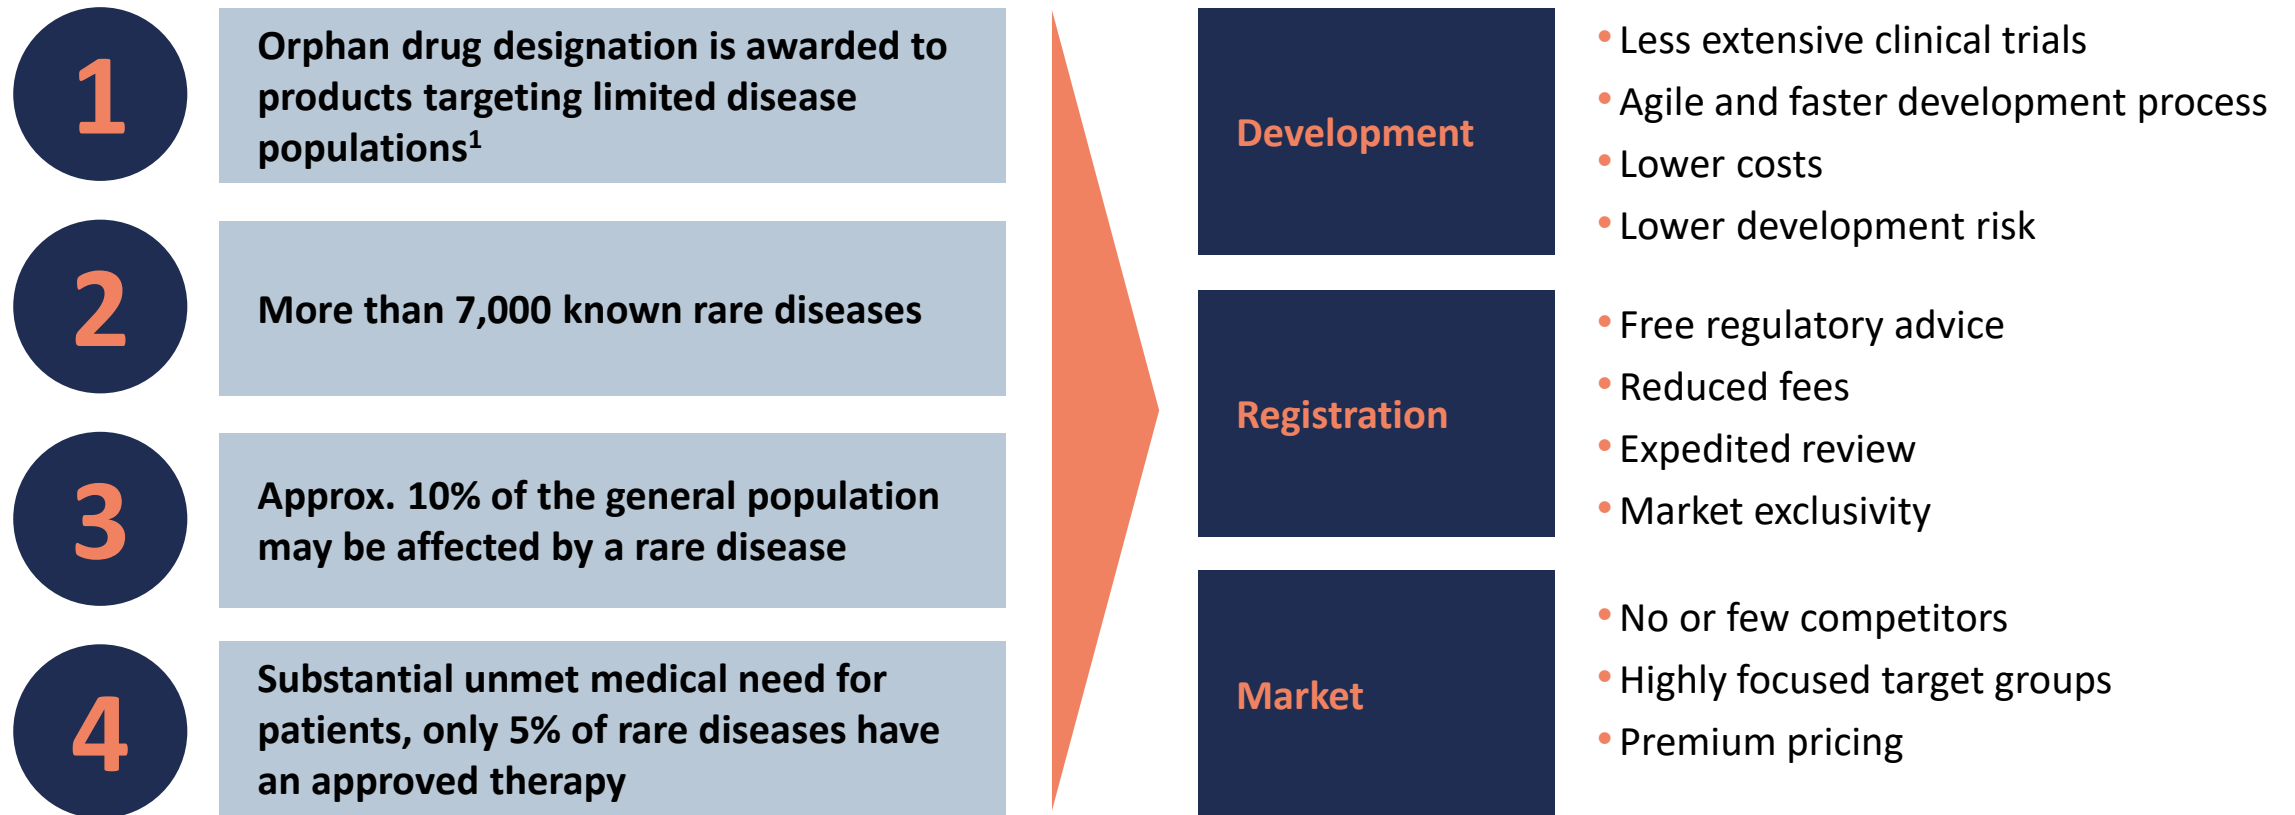 1
Orphan drug designation is awarded to
products targeting limited disease
populations¹
2
More than 7,000 known rare diseases
3
Approx. 10% of the general population
may be affected by a rare disease
4
Substantial unmet medical need for
patients, only 5% of rare diseases have
an approved therapy
Development
• Less extensive clinical trials
• Agile and faster development process
• Lower costs
• Lower development risk
Registration
• Free regulatory advice
• Reduced fees
• Expedited review
• Market exclusivity
Market
• No or few competitors
• Highly focused target groups
• Premium pricing